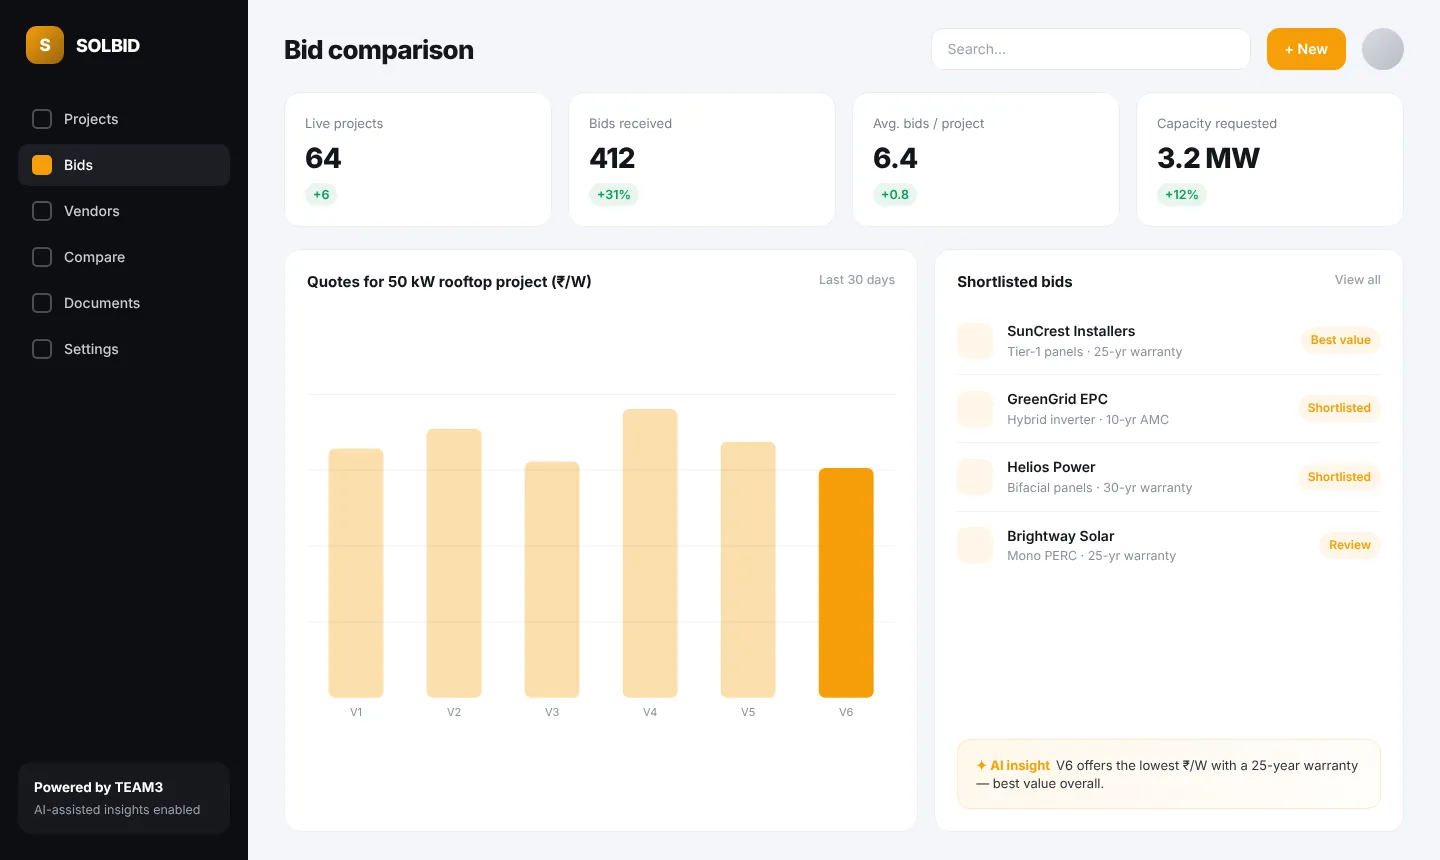 S SOLBID
Projects
Bids
Vendors
Compare
Documents
Settings
Powered by TEAM3
AI-assisted insights enabled
Bid comparison
Search...
+ New
Live projects
64
+6
Bids received
412
+31%
Avg. bids / project
6.4
+0.8
Capacity requested
3.2 MW
+12%
Quotes for 50 kW rooftop project (₹/W)
Last 30 days
V1 V2 V3 V4 V5 V6
Shortlisted bids
View all
SunCrest Installers
Tier-1 panels · 25-yr warranty
Best value
GreenGrid EPC
Hybrid inverter · 10-yr AMC
Shortlisted
Helios Power
Bifacial panels · 30-yr warranty
Shortlisted
Brightway Solar
Mono PERC · 25-yr warranty
Review
✦ AI insight V6 offers the lowest ₹/W with a 25-year warranty
— best value overall.